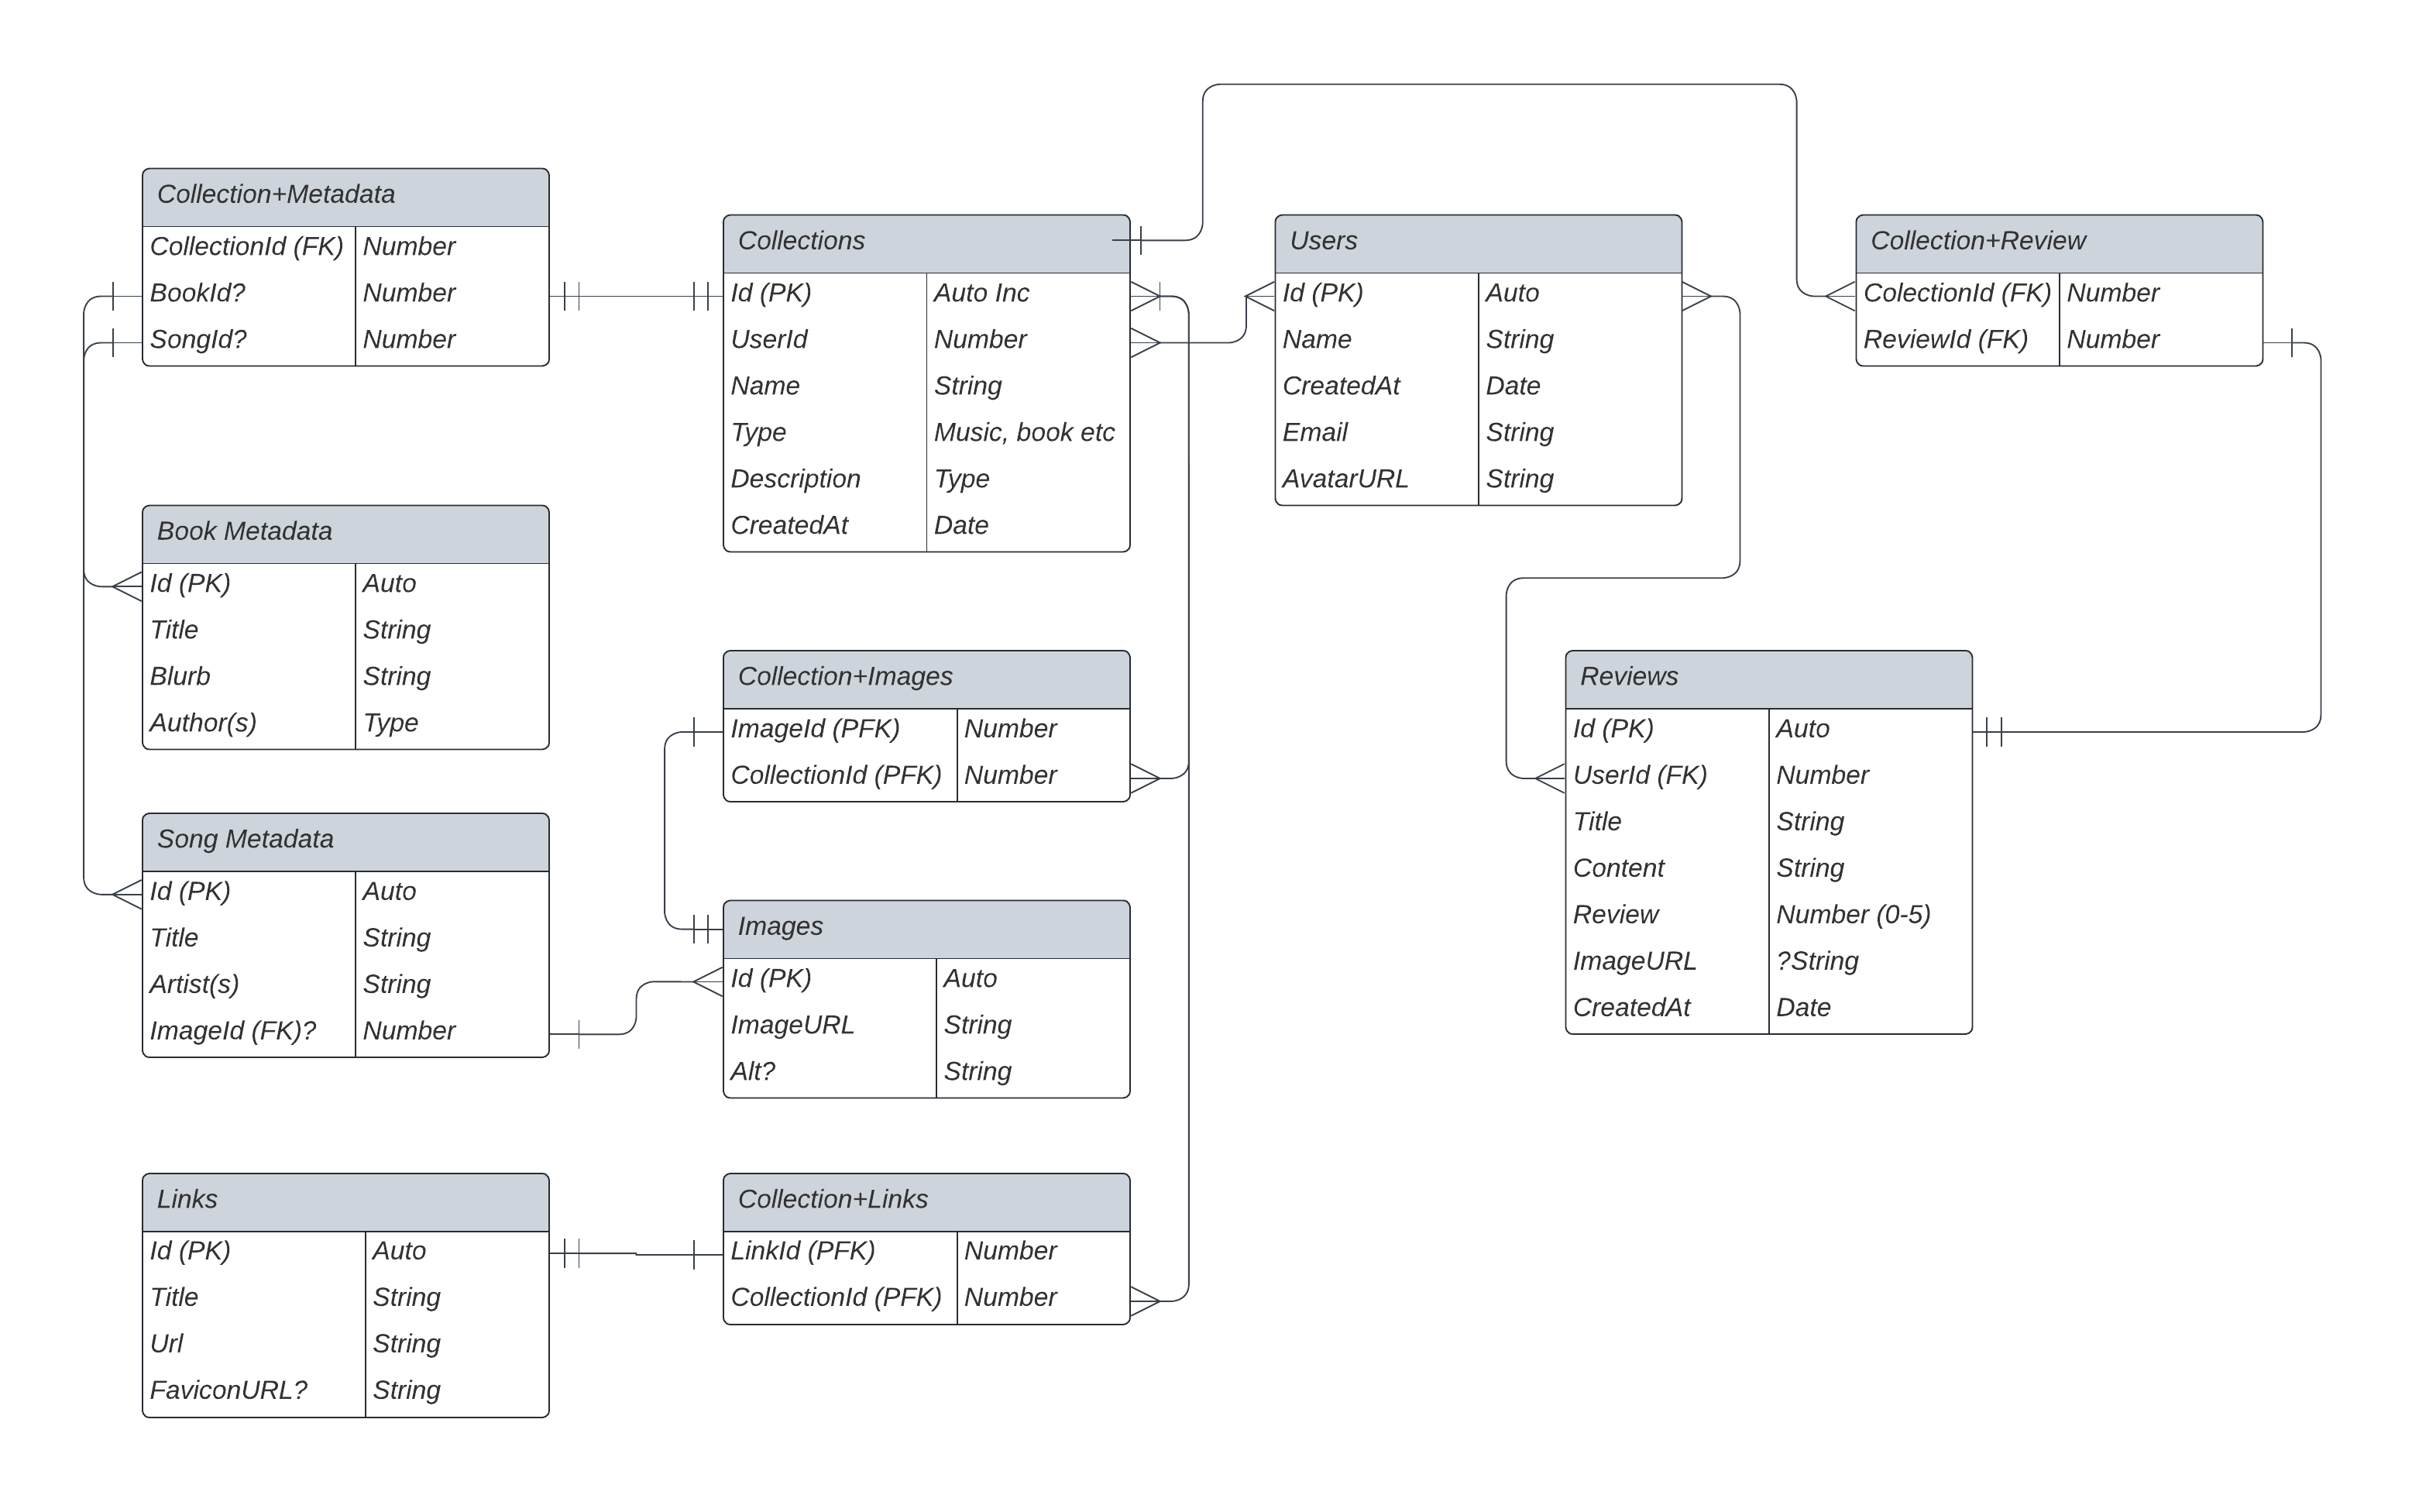 Collection+Metadata
CollectionId (FK) Number
BookId? Number
SongId? Number
Collections
Id (PK) Auto Inc
UserId Number
Name String
Type Music, book etc
Description Type
CreatedAt Date
Users
Id (PK) Auto
Name String
CreatedAt Date
Email String
AvatarURL String
Collection+Review
ColectionId (FK) Number
ReviewId (FK) Number
Book Metadata
Id (PK) Auto
Title String
Blurb String
Author(s) Type
Collection+Images
ImageId (PFK) Number
CollectionId (PFK) Number
Reviews
Id (PK) Auto
UserId (FK) Number
Title String
Content String
Review Number (0-5)
ImageURL ?String
CreatedAt Date
Song Metadata
Id (PK) Auto
Title String
Artist(s) String
ImageId (FK)? Number
Images
Id (PK) Auto
ImageURL String
Alt? String
Links
Id (PK) Auto
Title String
Url String
FaviconURL? String
Collection+Links
LinkId (PFK) Number
CollectionId (PFK) Number